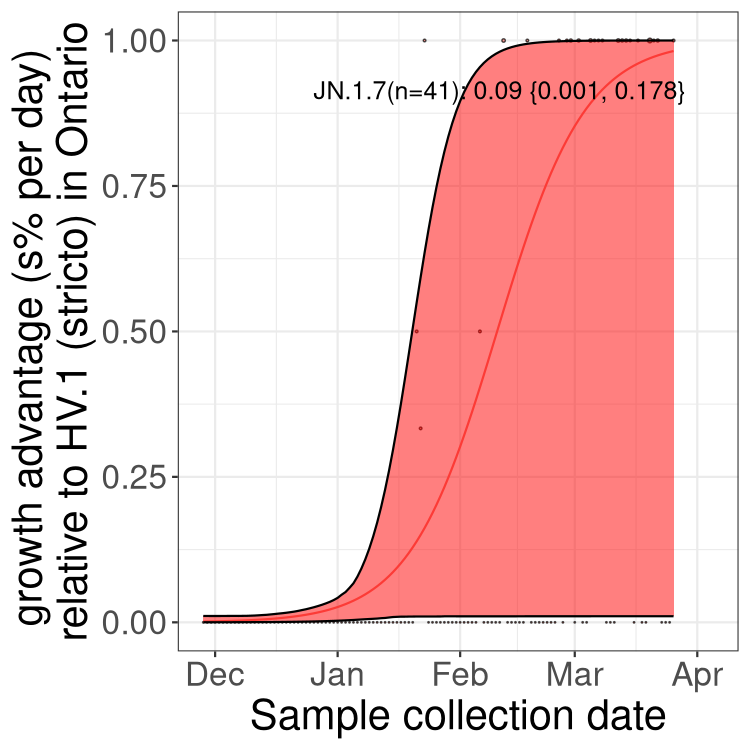 growth advantage (s% per day)
relative to HV.1 (stricto) in Ontario
1.00
0.75
0.50
0.25
0.00
JN.1.7(n=41): 0.09 {0.001, 0.178}
Dec Jan Feb Mar Apr
Sample collection date